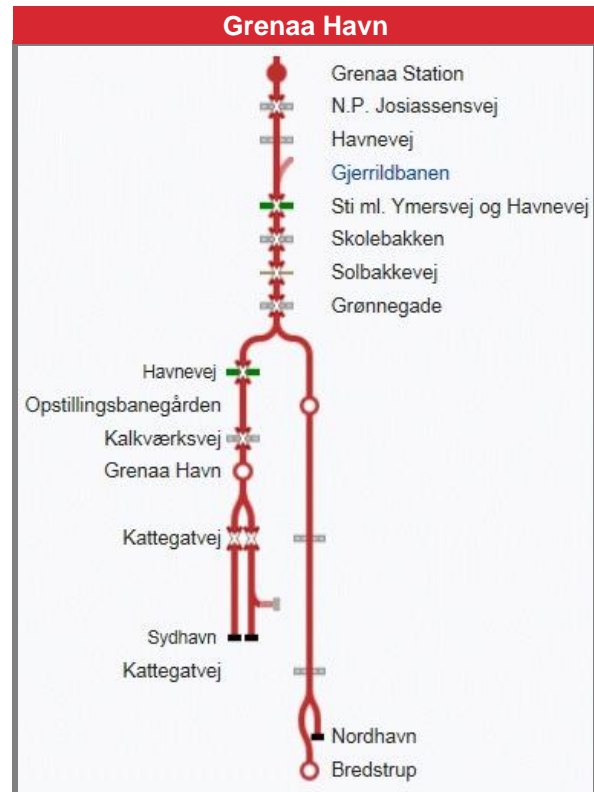 Grenaa Havn
Grenaa Station
N.P. Josiassensvej
Havnevej
Gjerrildbanen
Sti ml. Ymersvej og Havnevej
Skolebakken
Solbakkevej
Grønnegade
Havnevej
Opstillingsbanegården
Kalkværksvej
Grenaa Havn
Kattegatvej
Sydhavn
Kattegatvej
Nordhavn
Bredstrup